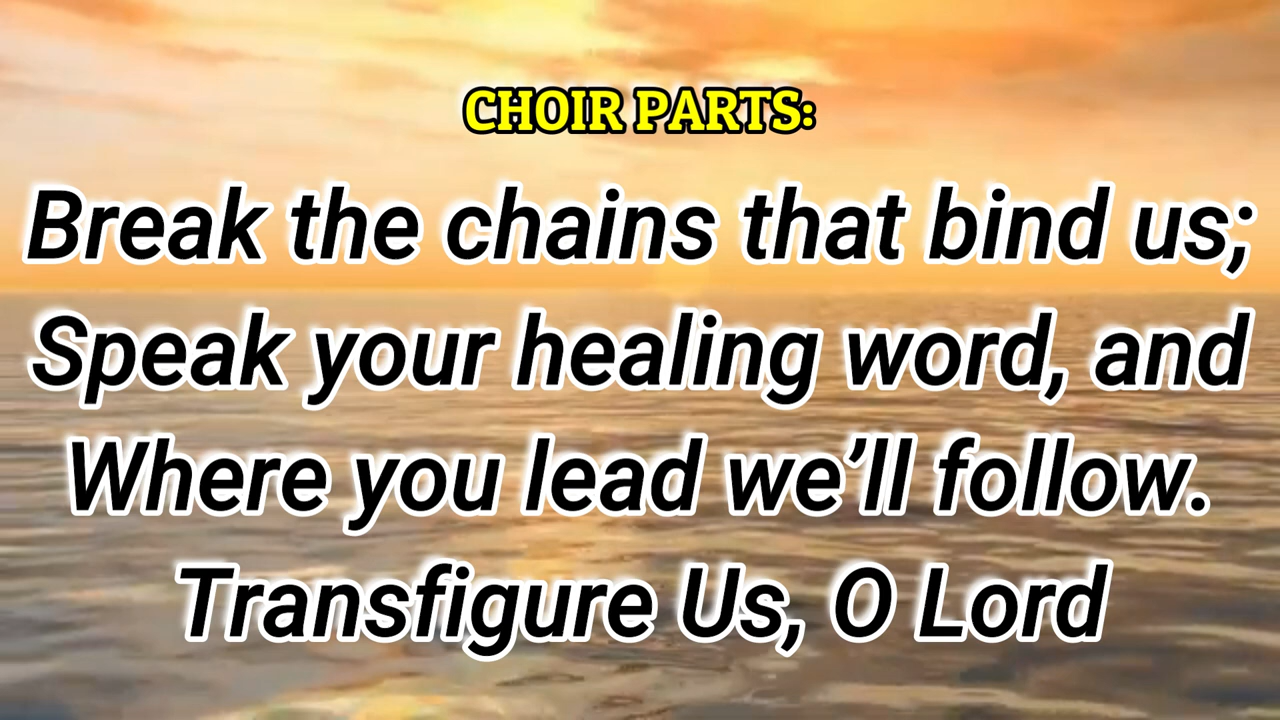 CHOIR PARTS:
Break the chains that bind us;
Speak your healing word, and
Where you lead we’ll follow.
Transfigure Us, O Lord